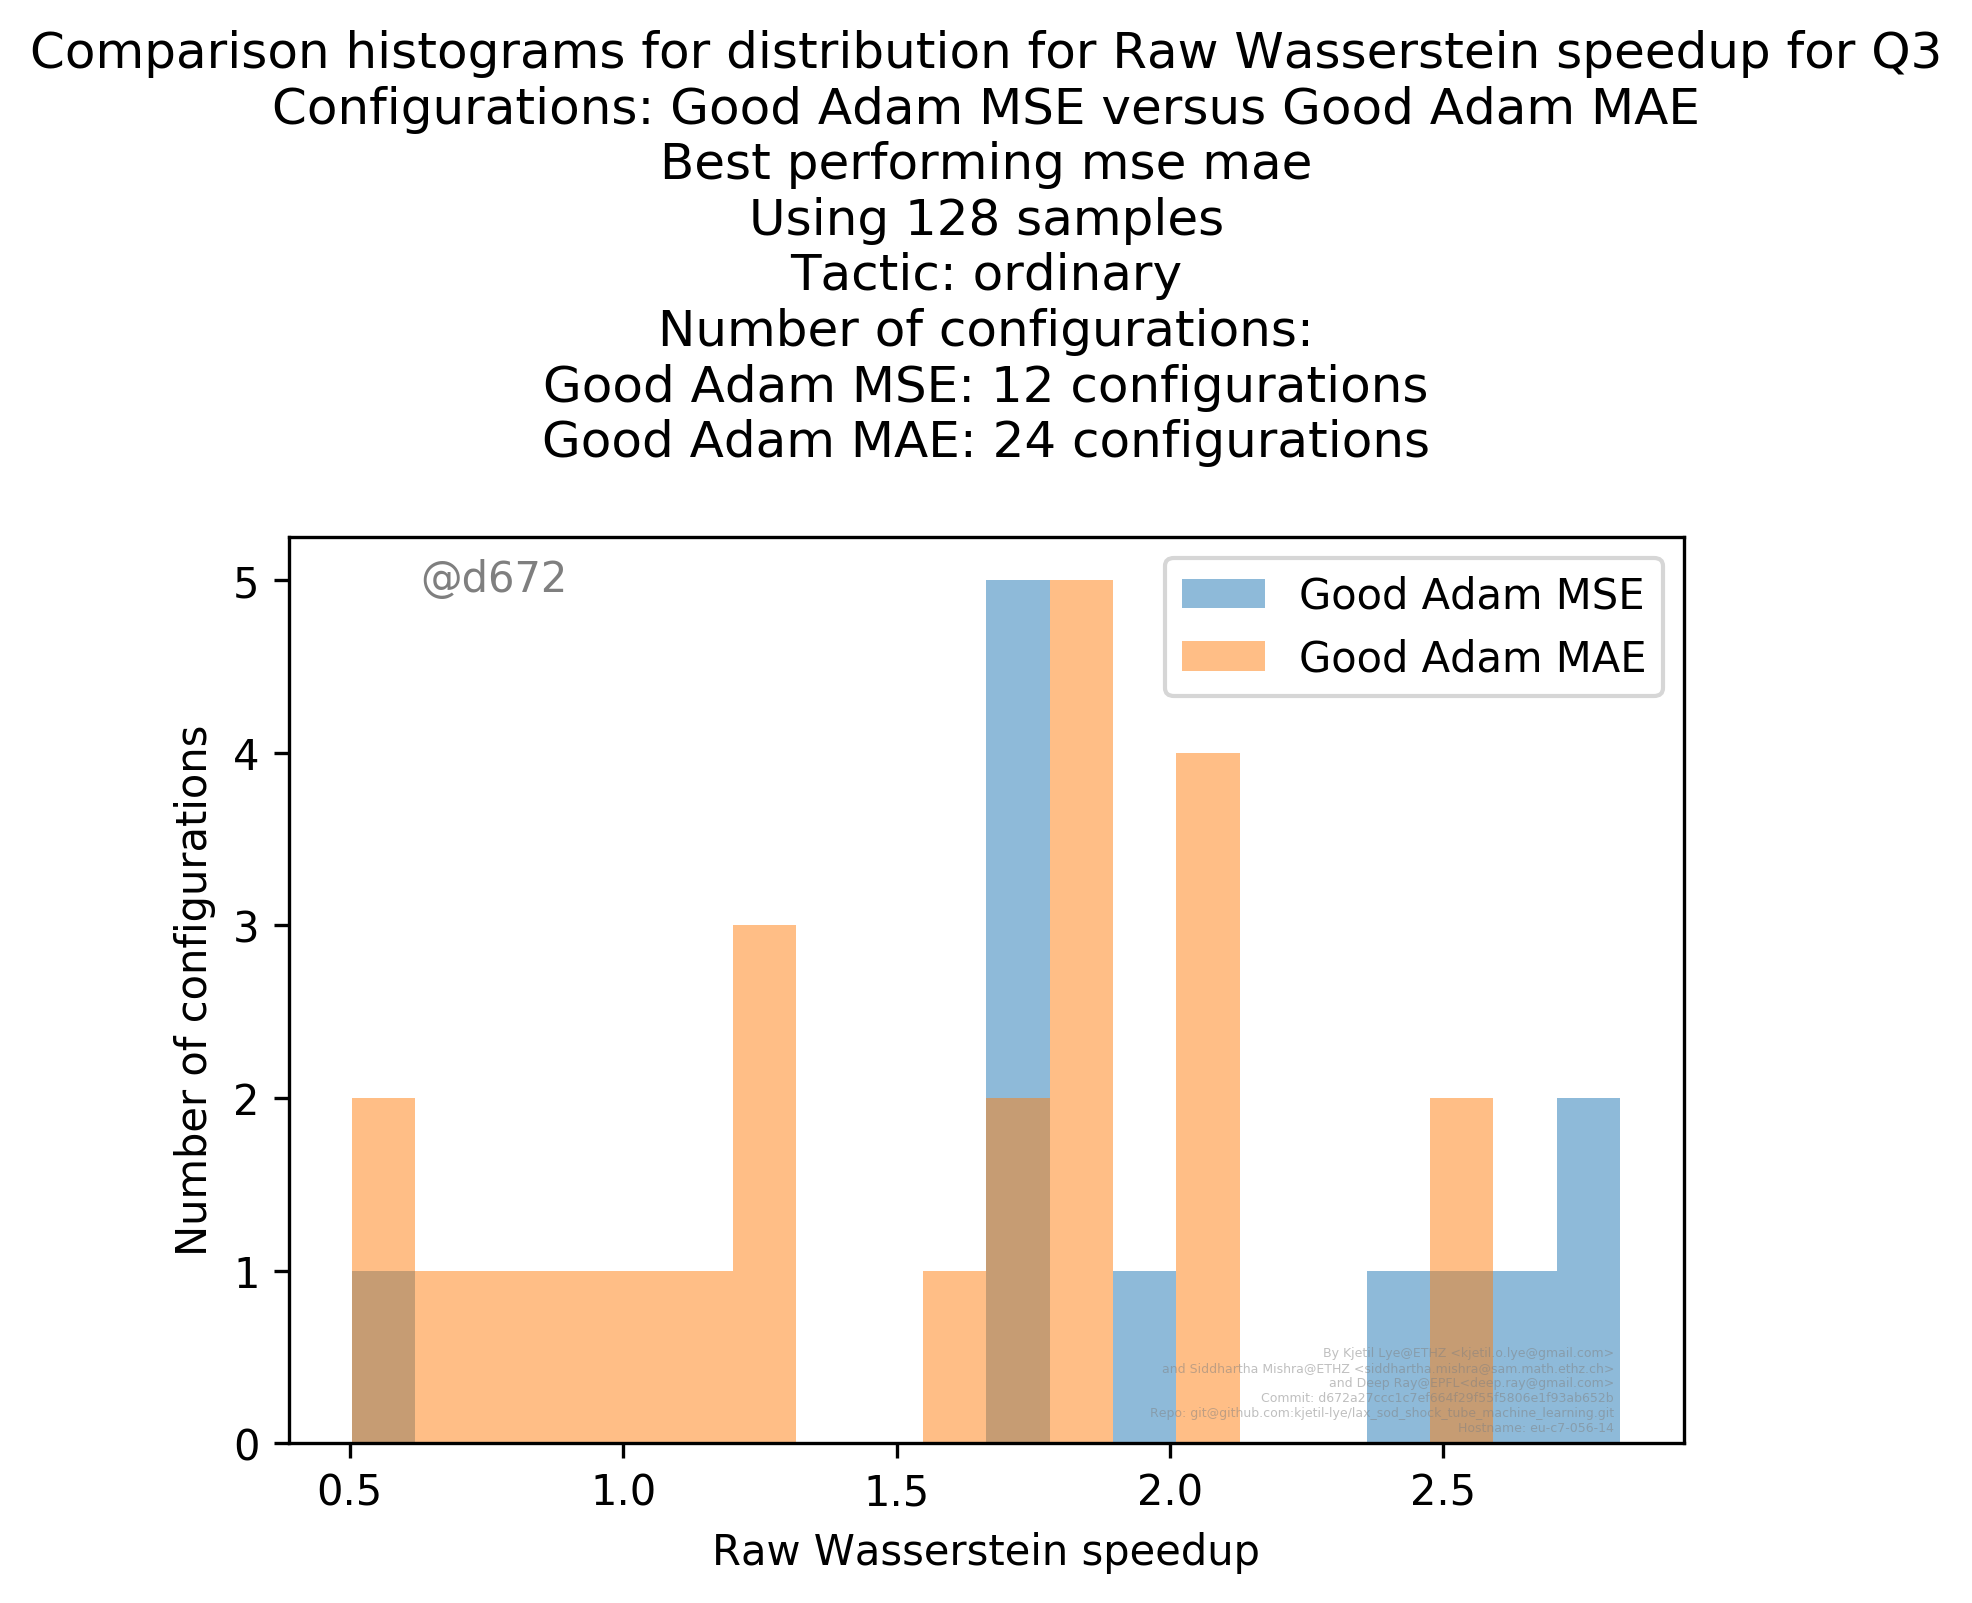 Comparison histograms for distribution for Raw Wasserstein speedup for Q3
Configurations: Good Adam MSE versus Good Adam MAE
Best performing mse mae
Using 128 samples
Tactic: ordinary
Number of configurations:
Good Adam MSE: 12 configurations
Good Adam MAE: 24 configurations
@d672
Good Adam MSE
Good Adam MAE
5
4
3
2
1
0
Number of configurations
By Kjetil Lye@ETHZ <kjetil.o.lye@gmail.com>
and Siddhartha Mishra@ETHZ <siddhartha.mishra@sam.math.ethz.ch>
and Deep Ray@EPFL<deep.ray@gmail.com>
Commit: d672a27ccc1c7ef664f29f55f5806e1f93ab652b
Repo: git@github.com:kjetil-lye/lax_sod_shock_tube_machine_learning.git
Hostname: eu-c7-056-14
0.5 1.0 1.5 2.0 2.5
Raw Wasserstein speedup